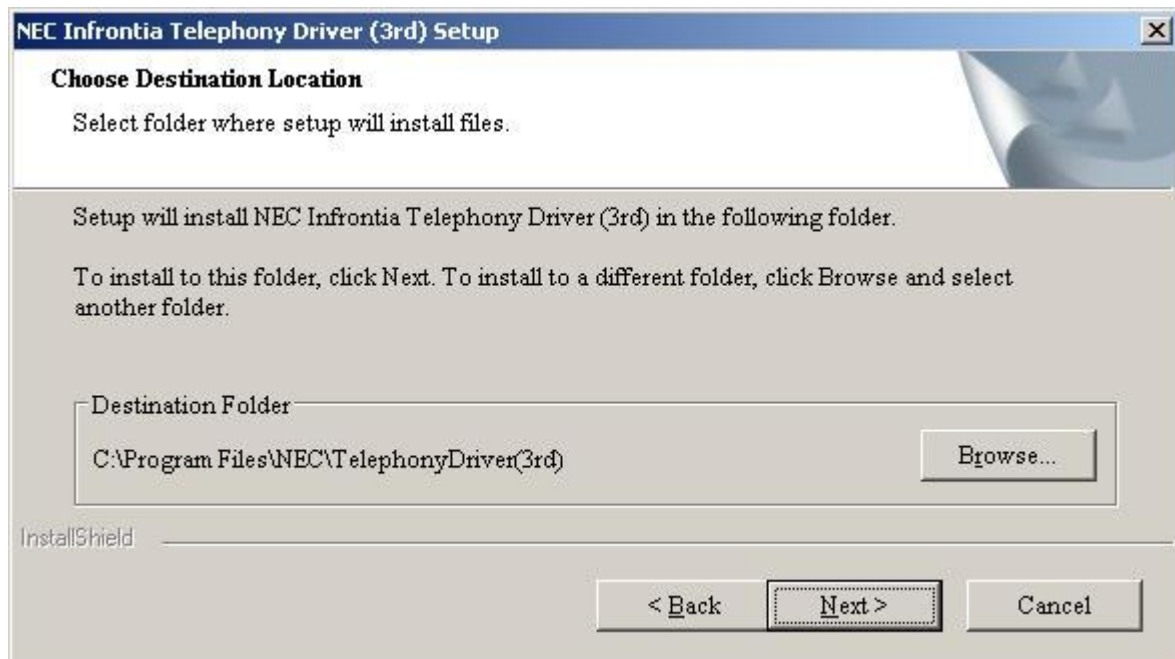 NEC Infrontia Telephony Driver (3rd) Setup
Choose Destination Location
Select folder where setup will install files.
Setup will install NEC Infrontia Telephony Driver (3rd) in the following folder.
To install to this folder, click Next. To install to a different folder, click Browse and select
another folder.
Destination Folder
C:\Program Files\NEC\TelephonyDriver(3rd)
Browse...
InstallShield
< Back
Next >
Cancel